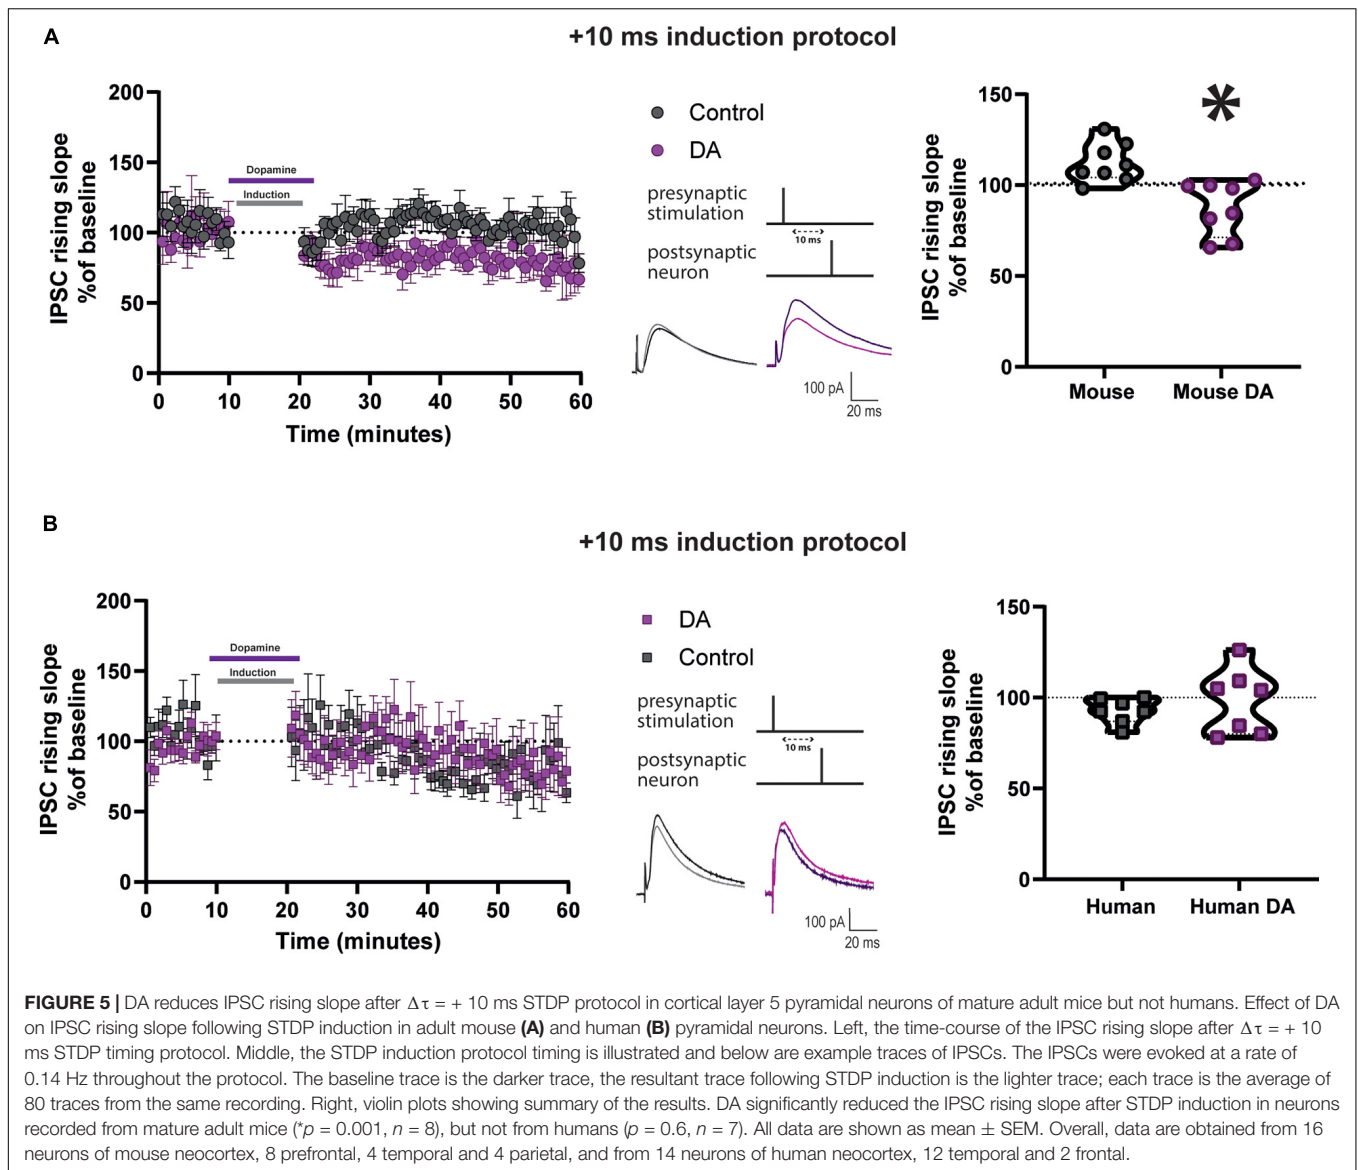 A
+10 ms induction protocol
IPSC rising slope
%of baseline
200
150
100
50
0
Dopamine
Induction
0 10 20 30 40 50 60
Time (minutes)
Control
DA
presynaptic
stimulation
10 ms
postsynaptic
neuron
100 pA
20 ms
IPSC rising slope
%of baseline
150
100
50
0
*
Mouse Mouse DA
B
+10 ms induction protocol
IPSC rising slope
%of baseline
200
150
100
50
0
Dopamine
Induction
0 10 20 30 40 50 60
Time (minutes)
DA
Control
presynaptic
stimulation
10 ms
postsynaptic
neuron
100 pA
20 ms
IPSC rising slope
%of baseline
150
100
50
0
Human Human DA
FIGURE 5 | DA reduces IPSC rising slope after Δτ = + 10 ms STDP protocol in cortical layer 5 pyramidal neurons of mature adult mice but not humans. Effect of DA
on IPSC rising slope following STDP induction in adult mouse (A) and human (B) pyramidal neurons. Left, the time-course of the IPSC rising slope after Δτ = + 10
ms STDP timing protocol. Middle, the STDP induction protocol timing is illustrated and below are example traces of IPSCs. The IPSCs were evoked at a rate of
0.14 Hz throughout the protocol. The baseline trace is the darker trace, the resultant trace following STDP induction is the lighter trace; each trace is the average of
80 traces from the same recording. Right, violin plots showing summary of the results. DA significantly reduced the IPSC rising slope after STDP induction in neurons
recorded from mature adult mice (*p = 0.001, n = 8), but not from humans (p = 0.6, n = 7). All data are shown as mean ± SEM. Overall, data are obtained from 16
neurons of mouse neocortex, 8 prefrontal, 4 temporal and 4 parietal, and from 14 neurons of human neocortex, 12 temporal and 2 frontal.